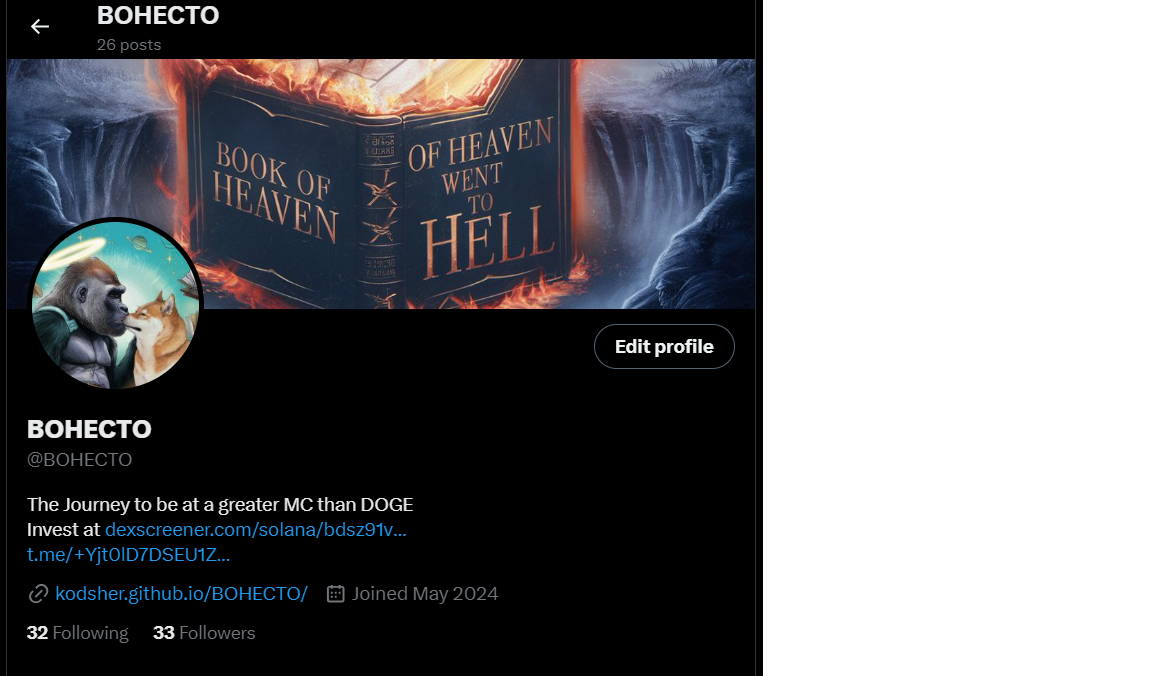 BOHECTO
26 posts
BOOK OF
HEAVEN
OF HEAVEN
WENT
TO
HELL
Edit profile
BOHECTO
@BOHECTO
The Journey to be at a greater MC than DOGE
Invest at dexscreener.com/solana/bdsz91v...
t.me/+Yjt0lD7DSEU1Z...
kodsher.github.io/BOHECTO/ Joined May 2024
32 Following 33 Followers